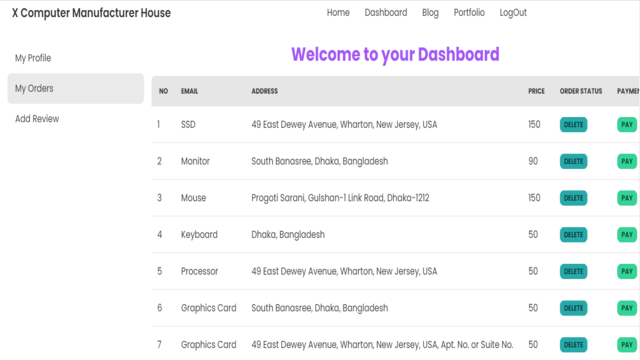 X Computer Manufacturer House Home Dashboard Blog Portfolio LogOut
Welcome to your Dashboard
My Profile
My Orders
Add Review
NO EMAIL ADDRESS PRICE ORDER STATUS PAYMEN
1 SSD 49 East Dewey Avenue, Wharton, New Jersey, USA 150 DELETE PAY
2 Monitor South Banasree, Dhaka, Bangladesh 90 DELETE PAY
3 Mouse Progoti Sarani, Gulshan-1 Link Road, Dhaka-1212 150 DELETE PAY
4 Keyboard Dhaka, Bangladesh 50 DELETE PAY
5 Processor 49 East Dewey Avenue, Wharton, New Jersey, USA 50 DELETE PAY
6 Graphics Card South Banasree, Dhaka, Bangladesh 50 DELETE PAY
7 Graphics Card 49 East Dewey Avenue, Wharton, New Jersey, USA, Apt. No. or Suite No. 50 DELETE PAY